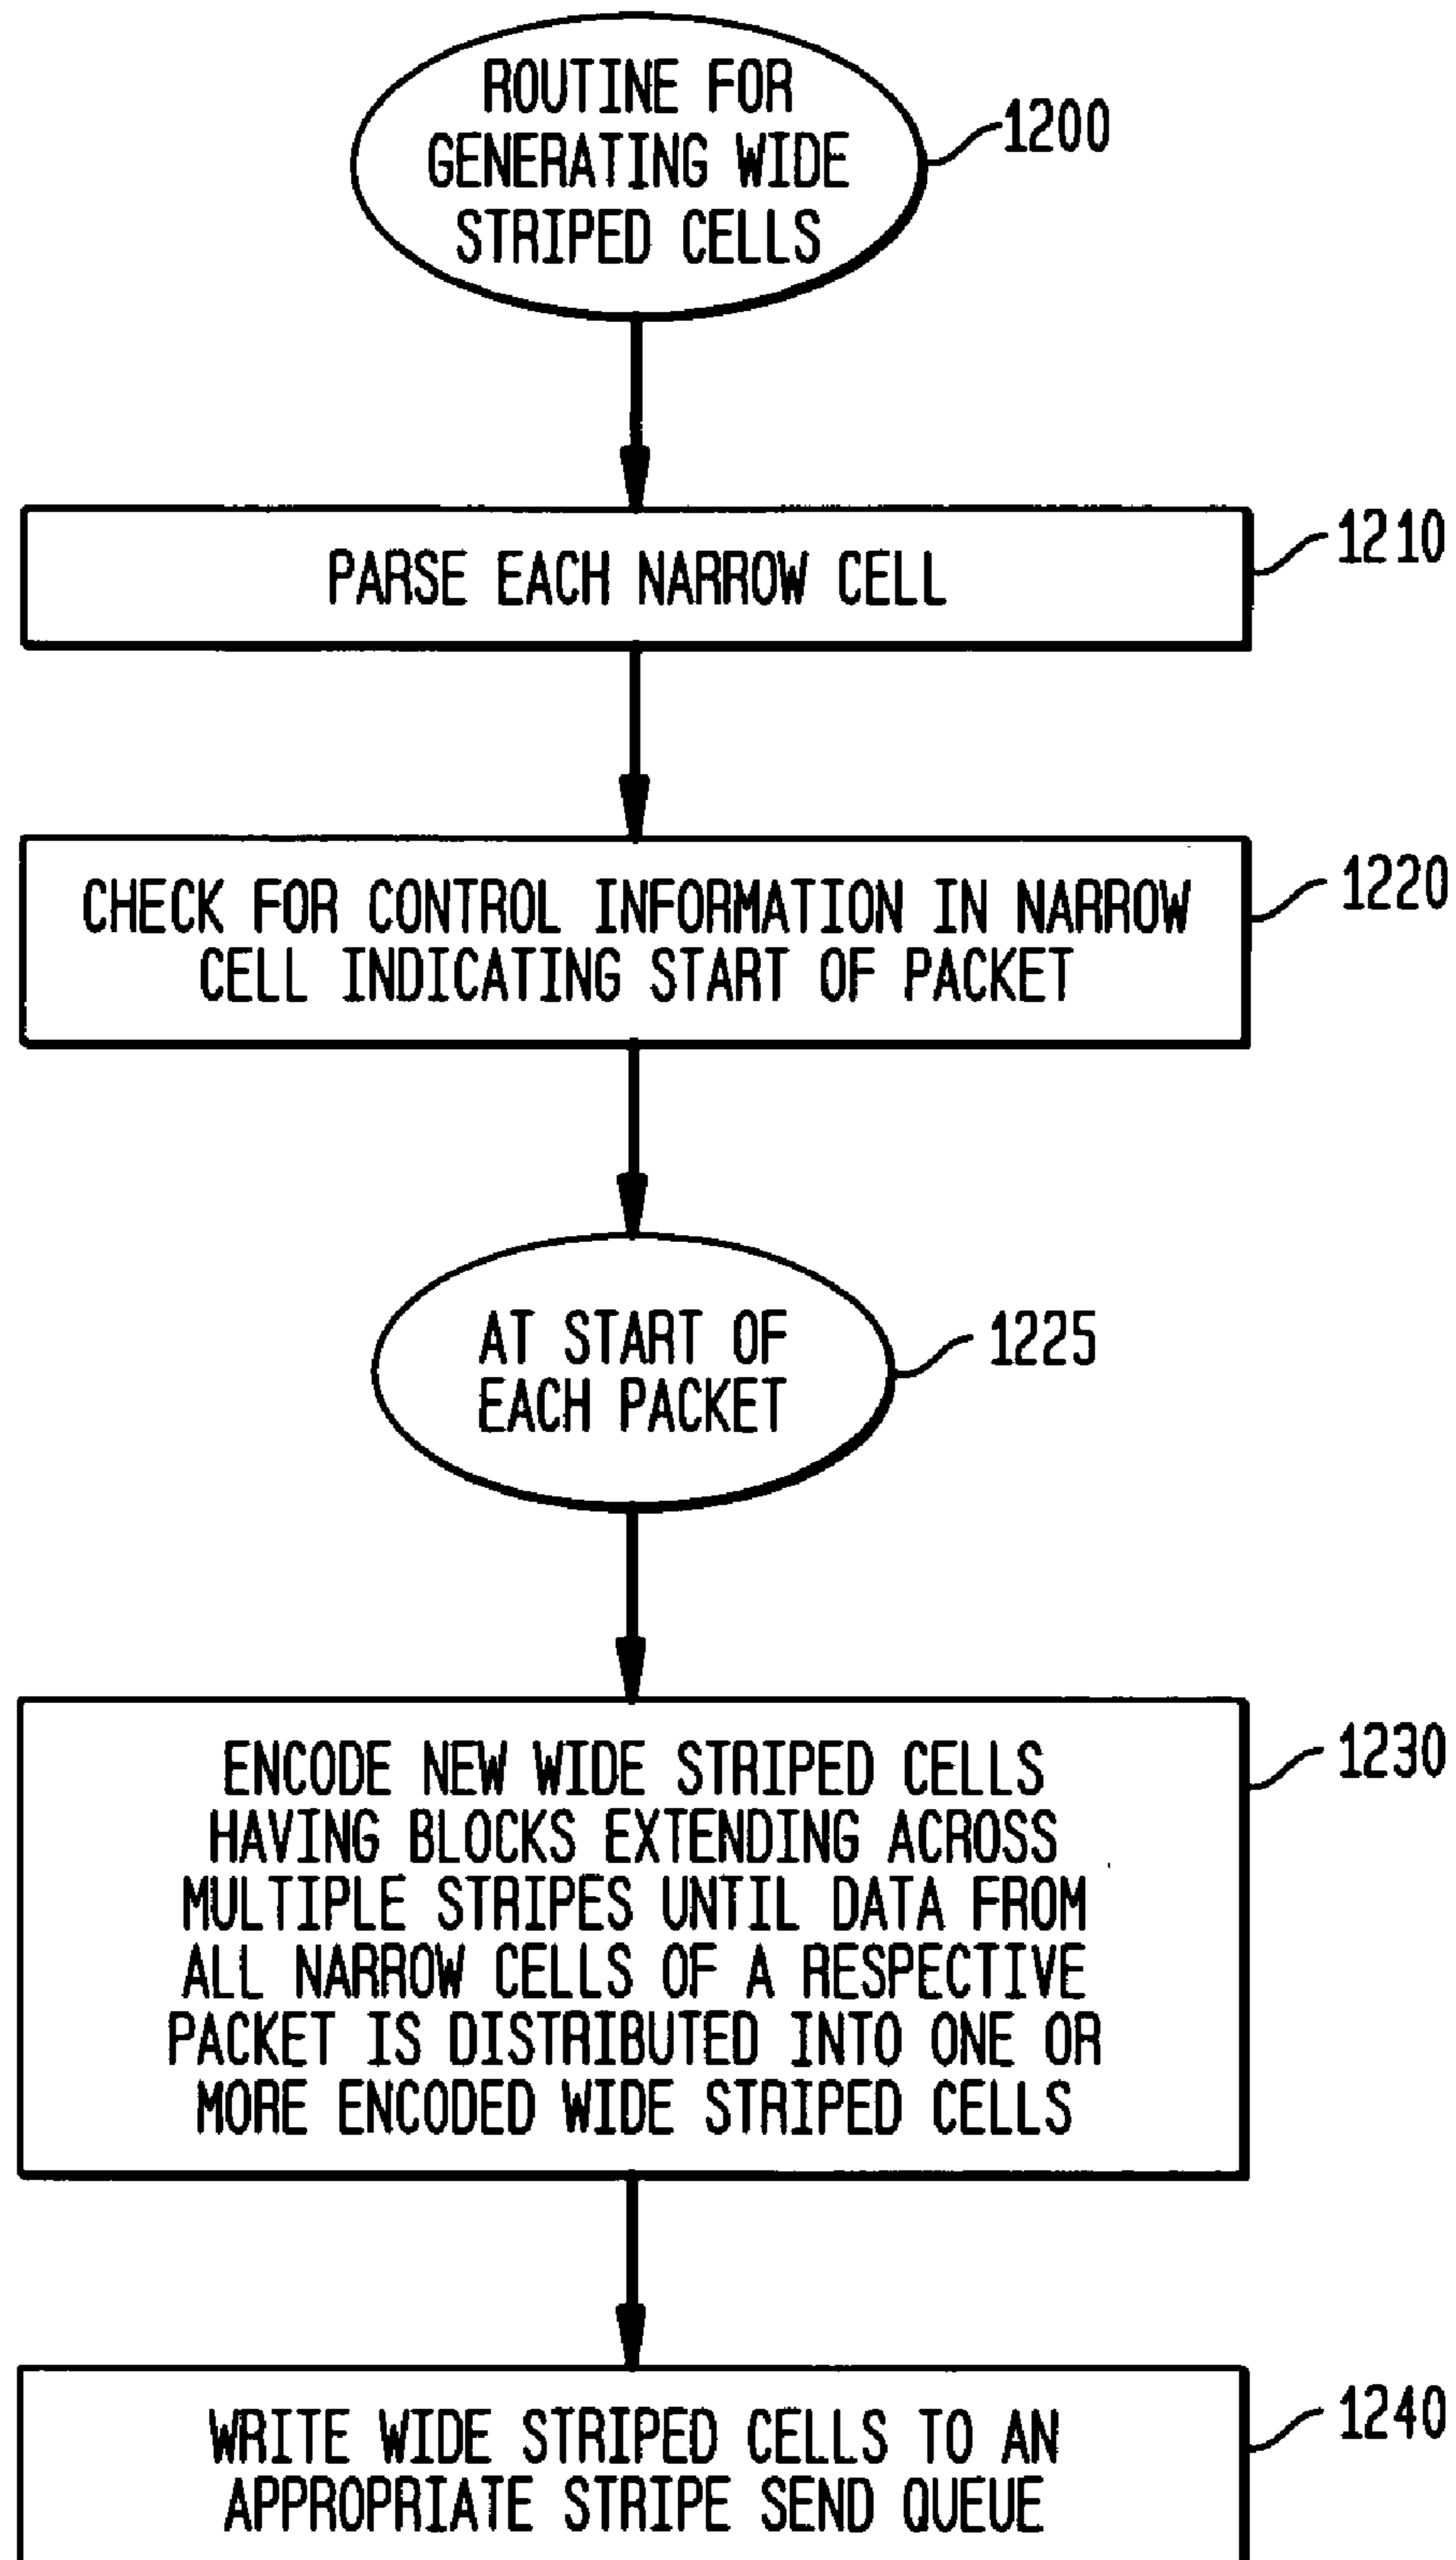 ROUTINE FOR
GENERATING WIDE
STRIPED CELLS
1200
PARSE EACH NARROW CELL
1210
CHECK FOR CONTROL INFORMATION IN NARROW
CELL INDICATING START OF PACKET
1220
AT START OF
EACH PACKET
1225
ENCODE NEW WIDE STRIPED CELLS
HAVING BLOCKS EXTENDING ACROSS
MULTIPLE STRIPES UNTIL DATA FROM
ALL NARROW CELLS OF A RESPECTIVE
PACKET IS DISTRIBUTED INTO ONE OR
MORE ENCODED WIDE STRIPED CELLS
1230
WRITE WIDE STRIPED CELLS TO AN
APPROPRIATE STRIPE SEND QUEUE
1240